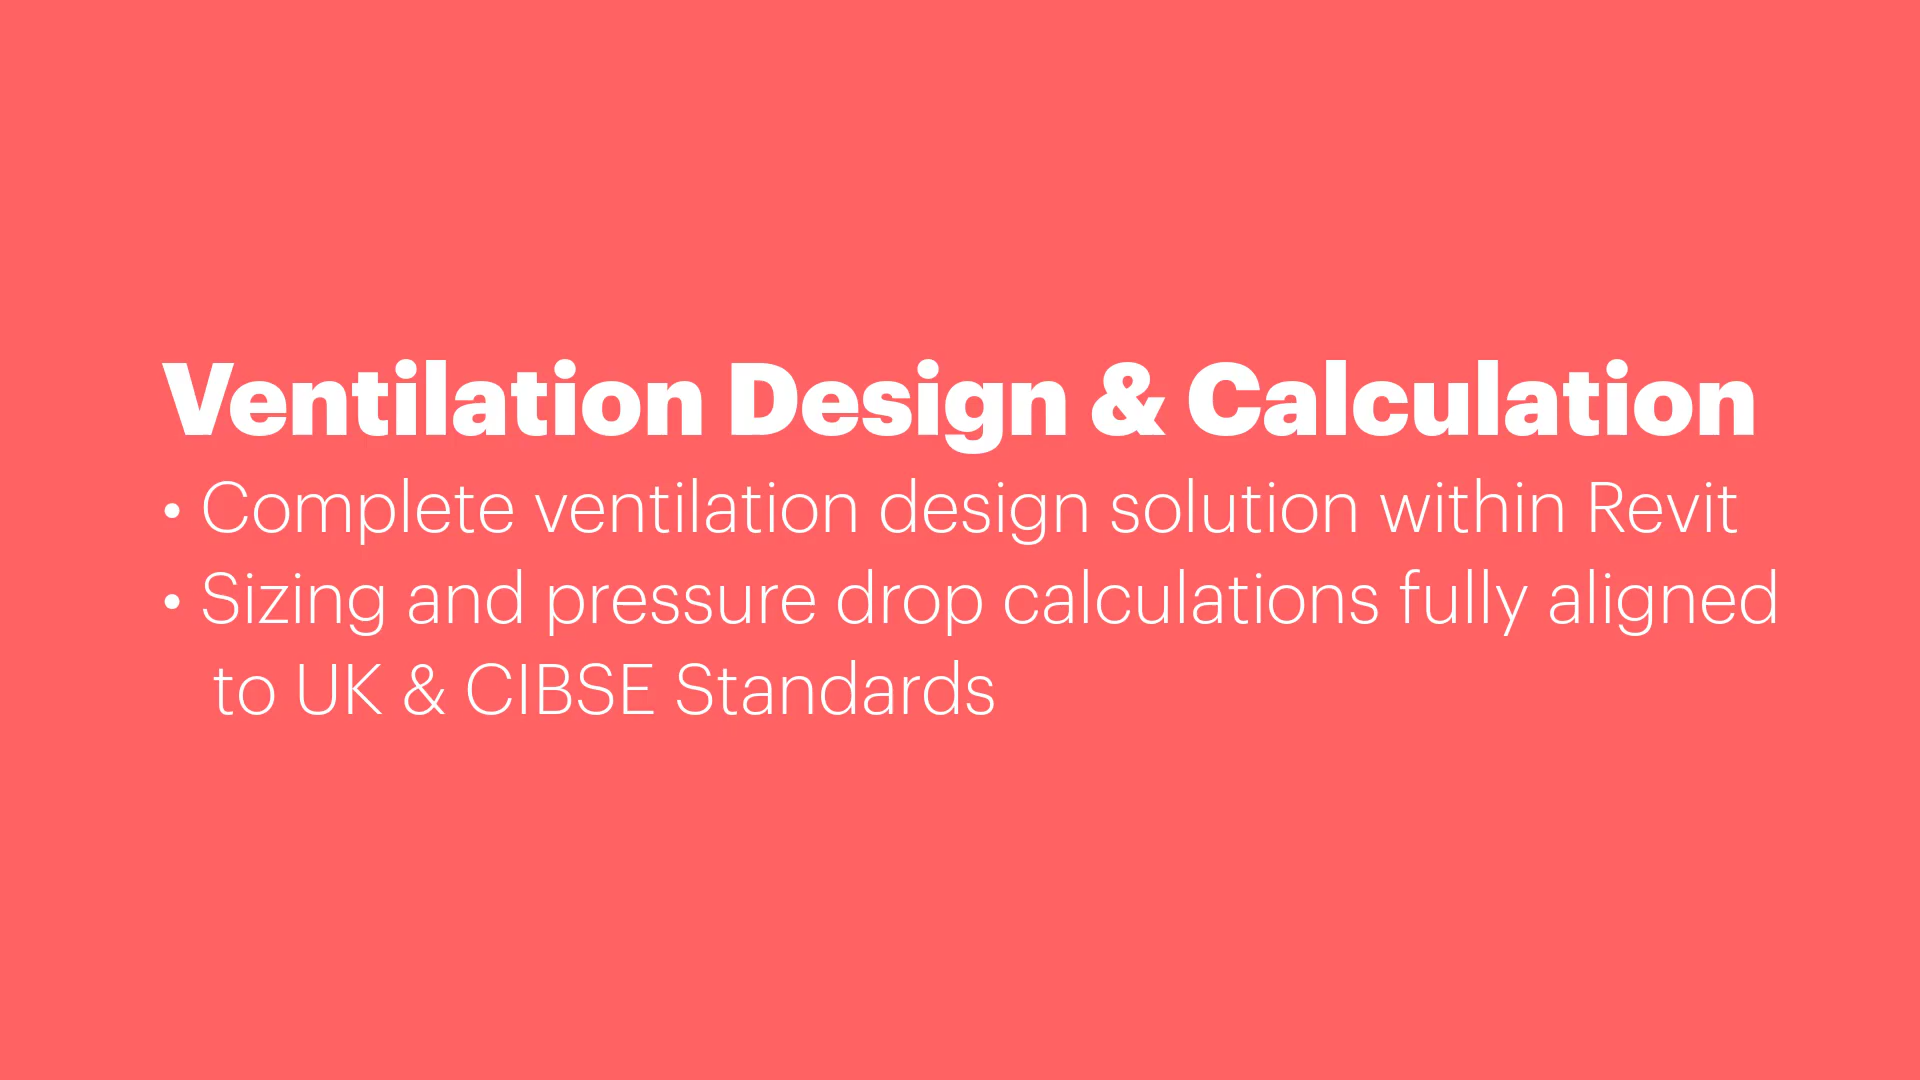 Ventilation Design & Calculation
• Complete ventilation design solution within Revit
• Sizing and pressure drop calculations fully aligned
to UK & CIBSE Standards